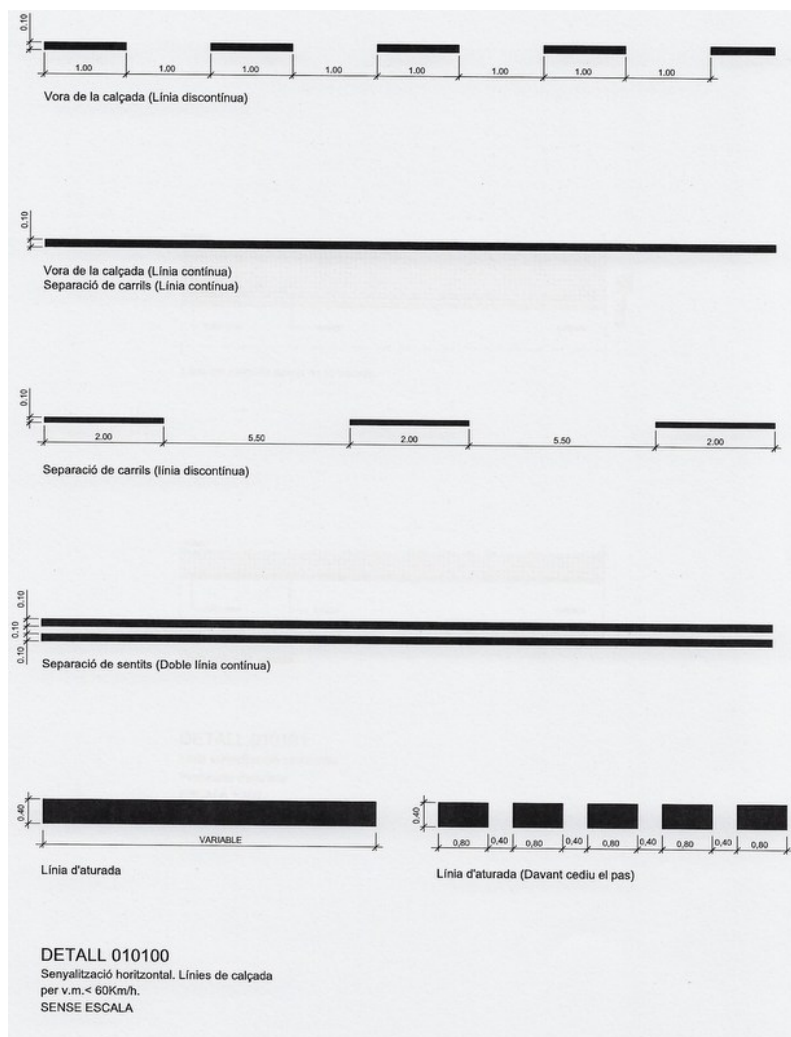 0.10
1.00 1.00 1.00 1.00 1.00 1.00 1.00 1.00
Vora de la calçada (Línia discontínua)
0.10
Vora de la calçada (Línia contínua)
Separació de carrils (Línia contínua)
0.10
2.00 5.50 2.00 5.50 2.00
Separació de carrils (línia discontínua)
0.10
0.10
0.10
Separació de sentits (Doble línia contínua)
0,40
VARIABLE
Línia d'aturada
0,40
0,80 0,40 0,80 0,40 0,80 0,40 0,80 0,40 0,80
Línia d'aturada (Davant cediu el pas)
DETALL 010100
Senyalització horitzontal. Línies de calçada
per v.m.< 60Km/h.
SENSE ESCALA